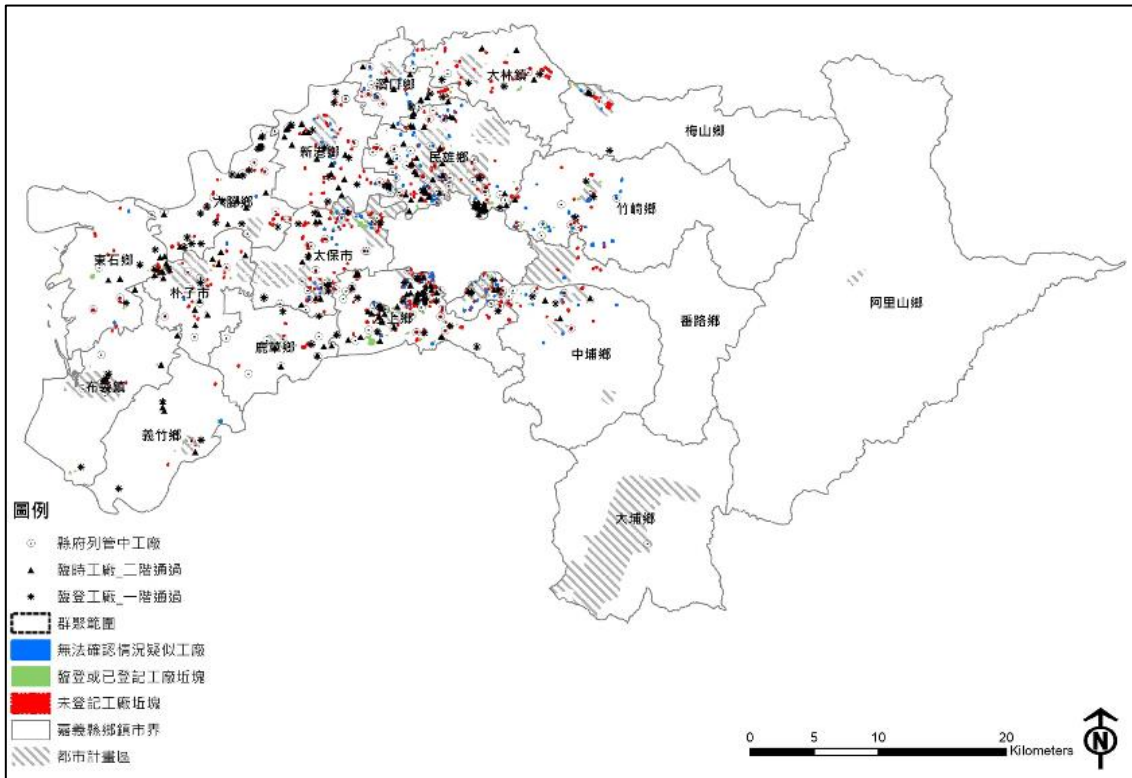 溪口鄉
大林鎮
梅山鄉
新港鄉
民雄鄉
六腳鄉
竹崎鄉
東石鄉
太保市
朴子市
阿里山鄉
水上鄉
番路鄉
鹿草鄉
中埔鄉
布袋鎮
義竹鄉
大埔鄉
圖例
縣府列管中工廠
臨時工廠_二階通過
臨登工廠_一階通過
群聚範圍
無法確認情況疑似工廠
臨登或已登記工廠坵塊
未登記工廠坵塊
嘉義縣鄉鎮市界
都市計畫區
0 5 10 20
Kilometers
N